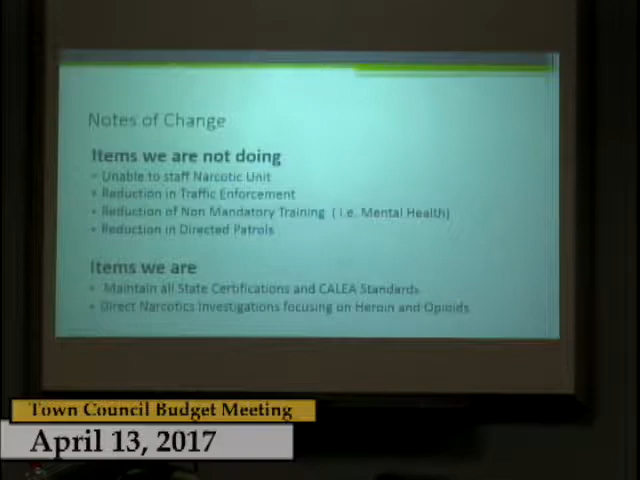 Notes of Change
Items we are not doing
• Unable to staff Narcotic Unit
• Reduction in Traffic Enforcement
• Reduction of Non Mandatory Training ( i.e. Mental Health)
• Reduction in Directed Patrols
Items we are
• Maintain all State Certifications and CALEA Standards
• Direct Narcotics Investigations focusing on Heroin and Opioids
Town Council Budget Meeting
April 13, 2017